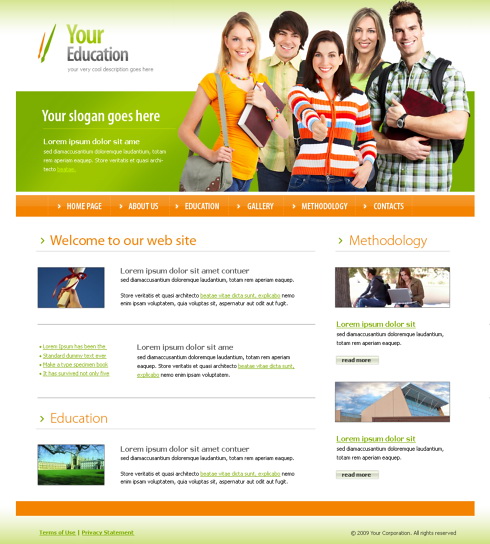 Your
Education
your very cool description goes here
Your slogan goes here
Lorem ipsum dolor sit ame
sed diamaccusantium doloremque laudantium, totam
rem aperiam eaquep. Store veritatis et quasi archi-
tecto beatae.
HOME PAGE
ABOUT US
EDUCATION
GALLERY
METHODOLOGY
CONTACTS
Welcome to our web site
Lorem ipsum dolor sit amet contuer
sed diamaccusantium doloremque laudantium, totam rem aperiam eaquep.
Store veritatis et quasi architecto beatae vitae dicta sunt, explicabo nemo
enim ipsam voluptatem, quia voluptas sit, aspernatur aut odit aut fugit.
• Lorem Ipsum has been the.
• Standard dummy text ever
• Make a type specimen book
• It has survived not only five
Lorem ipsum dolor sit ame
sed diamaccusantium doloremque laudantium, totam rem aperiam eaquep.
Store veritatis et quasi architecto beatae vitae dicta sunt,
explicabo nemo enim ipsam voluptatem.
Education
Lorem ipsum dolor sit amet contuer
sed diamaccusantium doloremque laudantium, totam rem aperiam eaquep.
Store veritatis et quasi architecto beatae vitae dicta sunt, explicabo nemo
enim ipsam voluptatem, quia voluptas sit, aspernatur aut odit aut fugit.
Methodology
Lorem ipsum dolor sit
sed diamaccusantium doloremque laudantium,
totam rem aperiam eaquep.
read more
Lorem ipsum dolor sit
sed diamaccusantium doloremque laudantium,
totam rem aperiam eaquep.
read more
Terms of Use | Privacy Statement
© 2009 Your Corporation. All rights reserved